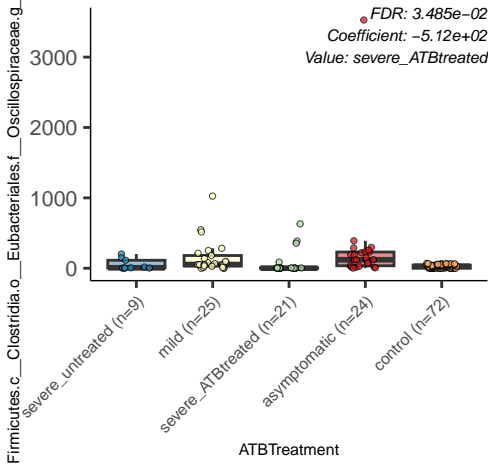 FDR: 3.485e−02
Coefficient: −5.12e+02
Value: severe_ATBtreated
Firmicutes.c__Clostridia.o__Eubacteriales.f__Oscillospiraceae.g_
3000
2000
1000
0
severe_untreated (n=9)
mild (n=25)
severe_ATBtreated (n=21)
asymptomatic (n=24)
control (n=72)
ATBTreatment